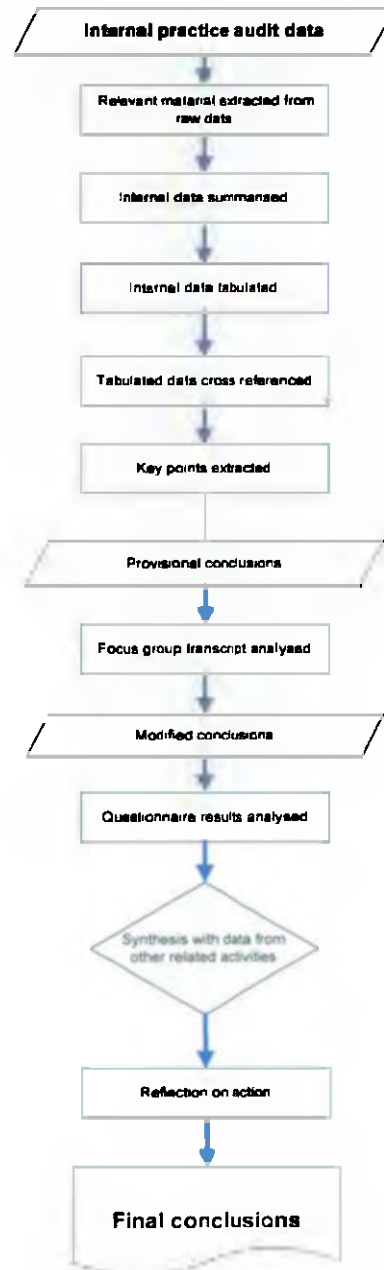 Internal practice audit data
Relevant material extracted from
raw data
Internal data summarised
Internal data tabulated
Tabulated data cross referenced
Key points extracted
Provisional conclusions
Focus group transcript analysed
Modified conclusions
Questionnaire results analysed
Synthesis with data from
other related activities
Reflection on action
Final conclusions